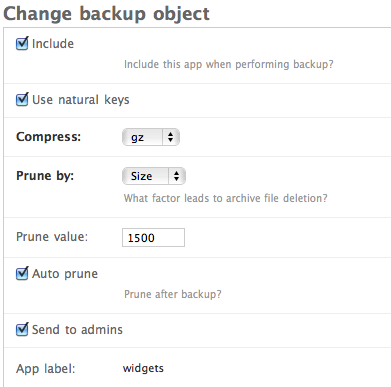 Change backup object
Include
Include this app when performing backup?
Use natural keys
Compress: gz
Prune by: Size
What factor leads to archive file deletion?
Prune value: 1500
Auto prune
Prune after backup?
Send to admins
App label: widgets